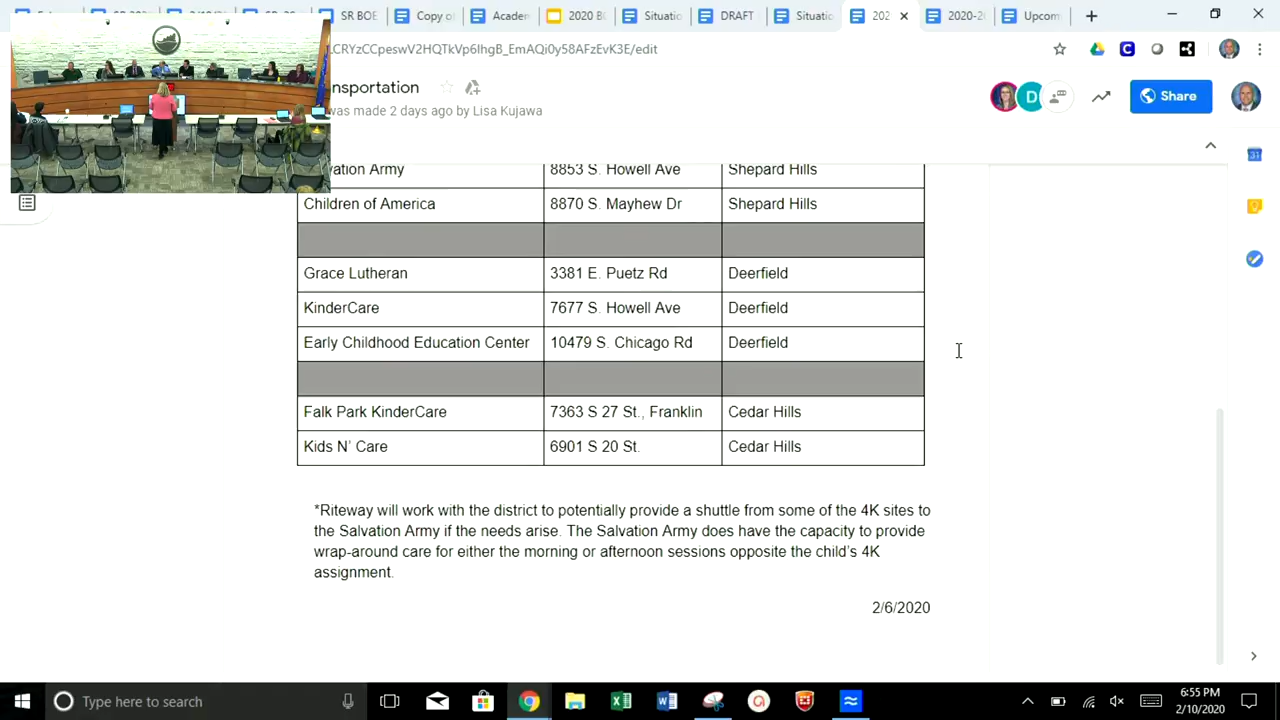 SR BOE
Copy of
Academ
2020 B
Situatio
DRAFT
Situatio
202
2020-2
Upcom
CRYzCCpeswV2HQTkVp6IhgB_EmAQi0y58AFzEvK3E/edit
nsportation
was made 2 days ago by Lisa Kujawa
D
Share
vation Army 8853 S. Howell Ave Shepard Hills
Children of America 8870 S. Mayhew Dr Shepard Hills
Grace Lutheran 3381 E. Puetz Rd Deerfield
KinderCare 7677 S. Howell Ave Deerfield
Early Childhood Education Center 10479 S. Chicago Rd Deerfield
Falk Park KinderCare 7363 S 27 St., Franklin Cedar Hills
Kids N' Care 6901 S 20 St. Cedar Hills
*Riteway will work with the district to potentially provide a shuttle from some of the 4K sites to
the Salvation Army if the needs arise. The Salvation Army does have the capacity to provide
wrap-around care for either the morning or afternoon sessions opposite the child's 4K
assignment.
2/6/2020
Type here to search
6:55 PM
2/10/2020